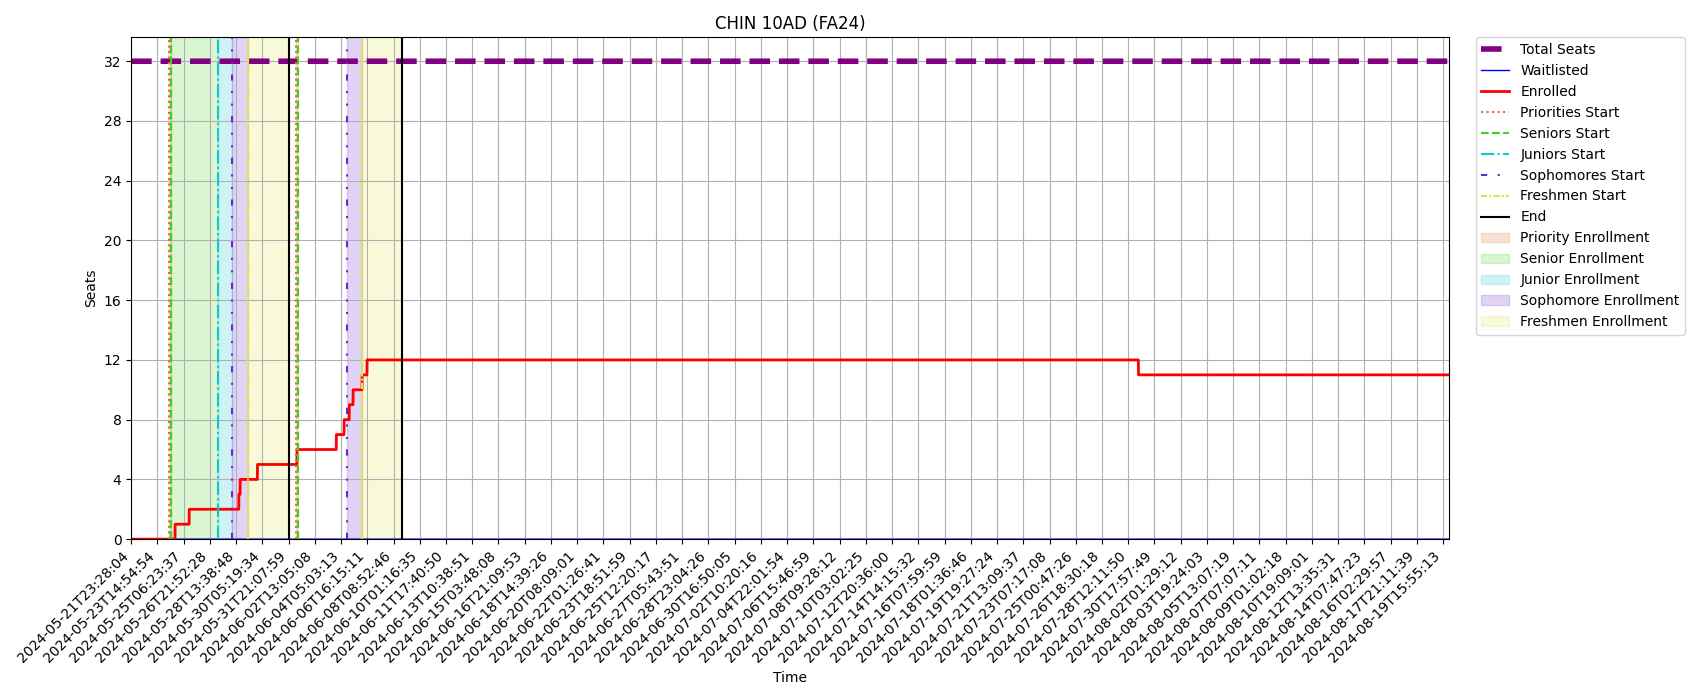 CHIN 10AD (FA24)
Seats
32
28
24
20
16
12
8
4
0
2024-05-21T23:28:04
2024-05-23T14:54:54
2024-05-25T06:23:37
2024-05-26T21:52:28
2024-05-28T13:38:48
2024-05-30T05:19:34
2024-05-31T21:07:59
2024-06-02T13:05:08
2024-06-04T05:03:13
2024-06-06T16:15:11
2024-06-08T08:52:46
2024-06-10T01:16:35
2024-06-11T17:40:50
2024-06-13T10:38:51
2024-06-15T03:48:08
2024-06-16T21:09:53
2024-06-18T14:39:26
2024-06-20T08:09:01
2024-06-22T01:26:41
2024-06-23T18:51:59
2024-06-25T12:20:17
2024-06-27T05:43:51
2024-06-28T23:04:26
2024-06-30T16:50:05
2024-07-02T10:20:16
2024-07-04T22:01:54
2024-07-06T15:46:59
2024-07-08T09:28:12
2024-07-10T03:02:25
2024-07-12T20:36:00
2024-07-14T14:15:32
2024-07-16T07:59:59
2024-07-18T01:36:46
2024-07-19T19:27:24
2024-07-21T13:09:37
2024-07-23T07:17:08
2024-07-25T00:47:26
2024-07-26T18:30:18
2024-07-28T12:11:50
2024-07-30T17:57:49
2024-08-02T01:29:12
2024-08-03T19:24:03
2024-08-05T13:07:19
2024-08-07T07:07:11
2024-08-09T01:02:18
2024-08-10T19:09:01
2024-08-12T13:35:31
2024-08-14T07:47:23
2024-08-16T02:29:57
2024-08-17T21:11:39
2024-08-19T15:55:13
Time
Total Seats
Waitlisted
Enrolled
Priorities Start
Seniors Start
Juniors Start
Sophomores Start
Freshmen Start
End
Priority Enrollment
Senior Enrollment
Junior Enrollment
Sophomore Enrollment
Freshmen Enrollment